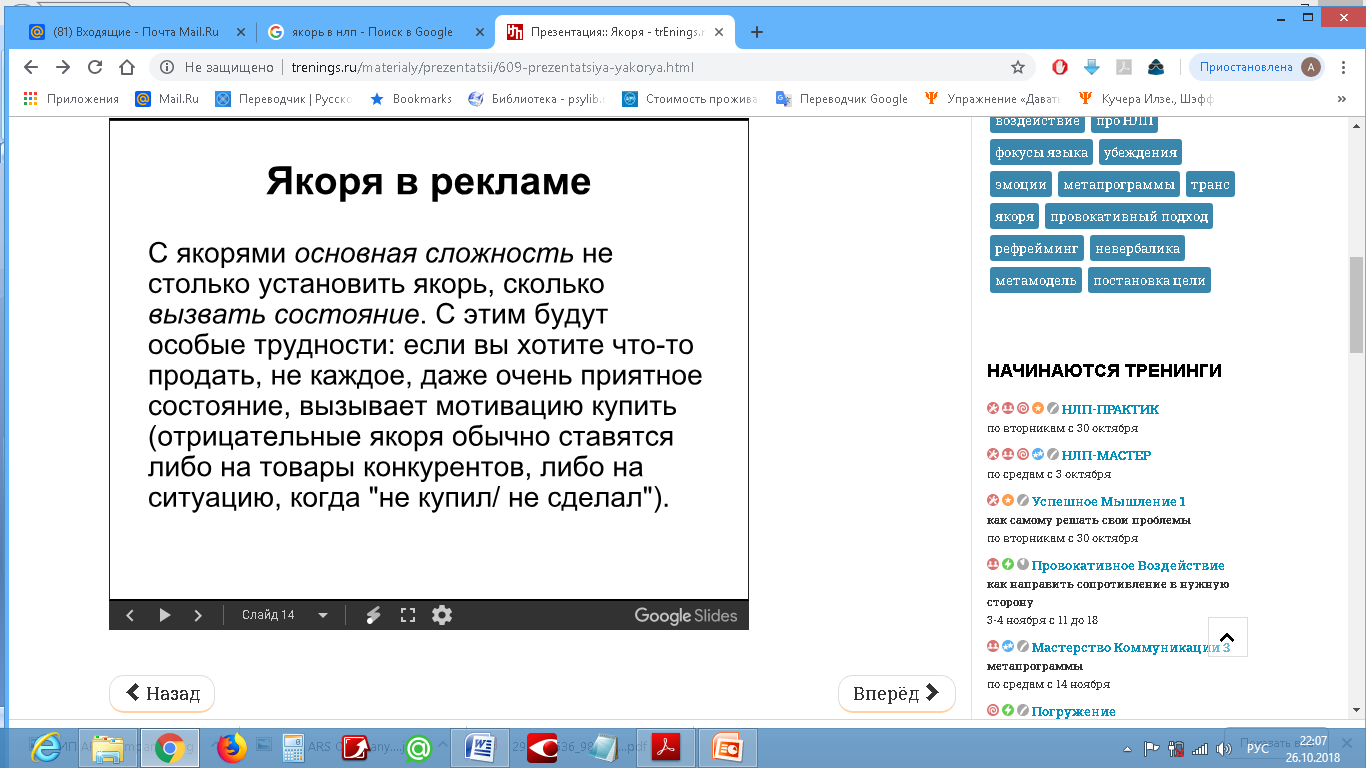 (81) Входящие - Почта Mail.Ru
якорь в нлп - Поиск в Google
Презентация:: Якоря - trEnings.r
Не защищено
trenings.ru/materialy/prezentatsii/609-prezentatsiya-yakorya.html
Приостановлена
А
Приложения
Mail.Ru
Переводчик | Русско
Bookmarks
Библиотека - psylib.
Стоимость прожива
Переводчик Google
Упражнение «Давать
Кучера Илзе., Шэфф
»
Якоря в рекламе
С якорями основная сложность не
столько установить якорь, сколько
вызвать состояние. С этим будут
особые трудности: если вы хотите что-то
продать, не каждое, даже очень приятное
состояние, вызывает мотивацию купить
(отрицательные якоря обычно ставятся
либо на товары конкурентов, либо на
ситуацию, когда "не купил/ не сделал").
Слайд 14
Google Slides
Назад
Вперёд
воздействие про НЛП
фокусы языка убеждения
эмоции метапрограммы транс
якоря провокативный подход
рефрейминг невербалика
метамодель постановка цели
НАЧИНАЮТСЯ ТРЕНИНГИ
НЛП-ПРАКТИК
по вторникам с 30 октября
НЛП-МАСТЕР
по средам с 3 октября
Успешное Мышление 1
как самому решать свои проблемы
по вторникам с 30 октября
Провокативное Воздействие
как направить сопротивление в нужную
сторону
3-4 ноября с 11 до 18
Мастерство Коммуникации 3
метапрограммы
по средам с 14 ноября
Погружение
РУС
22:07
26.10.2018